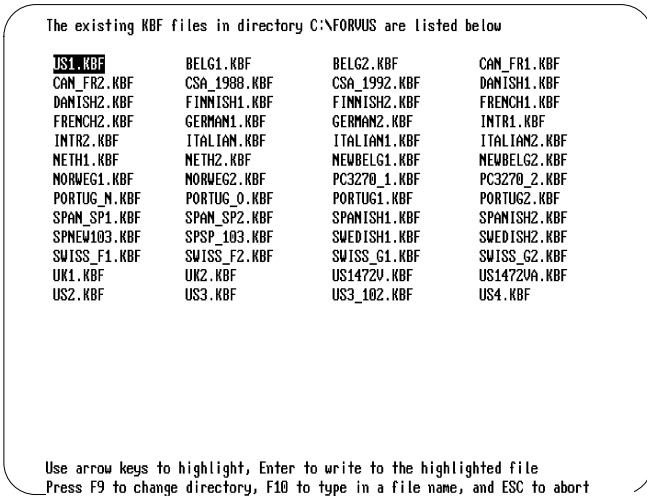 The existing KBF files in directory C:\FORVUS are listed below
US1.KBF BELG1.KBF BELG2.KBF CAN_FR1.KBF
CAN_FR2.KBF CSA_1988.KBF CSA_1992.KBF DANISH1.KBF
DANISH2.KBF FINNISH1.KBF FINNISH2.KBF FRENCH1.KBF
FRENCH2.KBF GERMAN1.KBF GERMAN2.KBF INTR1.KBF
INTR2.KBF ITALIAN.KBF ITALIAN1.KBF ITALIAN2.KBF
NETH1.KBF NETH2.KBF NEWBELG1.KBF NEWBELG2.KBF
NORWEG1.KBF NORWEG2.KBF PC3270_1.KBF PC3270_2.KBF
PORTUG_N.KBF PORTUG_O.KBF PORTUG1.KBF PORTUG2.KBF
SPAN_SP1.KBF SPAN_SP2.KBF SPANISH1.KBF SPANISH2.KBF
SPNEW103.KBF SPSP_103.KBF SWEDISH1.KBF SWEDISH2.KBF
SWISS_F1.KBF SWISS_F2.KBF SWISS_G1.KBF SWISS_G2.KBF
UK1.KBF UK2.KBF US1472V.KBF US1472VA.KBF
US2.KBF US3.KBF US3_102.KBF US4.KBF
Use arrow keys to highlight, Enter to write to the highlighted file
Press F9 to change directory, F10 to type in a file name, and ESC to abort